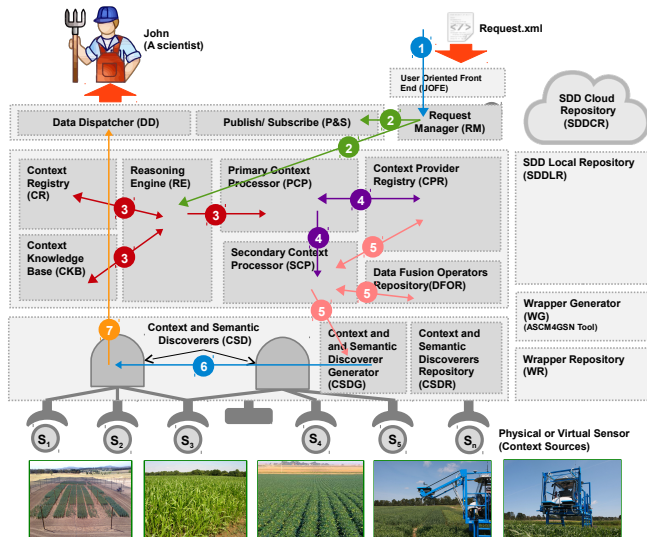 John
(A scientist)
</>
Request.xml
1
User Oriented Front
End (UOFE)
Data Dispatcher (DD)
Publish/ Subscribe (P&S)
2
Request
Manager (RM)
SDD Cloud
Repository
(SDDCR)
2
Context
Registry
(CR)
Reasoning
Engine (RE)
Primary Context
Processor (PCP)
Context Provider
Registry (CPR)
SDD Local Repository
(SDDLR)
3
3
4
4
3
5
Context
Knowledge
Base (CKB)
Secondary Context
Processor (SCP)
Data Fusion Operators
Repository(DFOR)
5
5
Wrapper Generator
(WG)
(ASCM4GSN Tool)
7
Context and Semantic
Discoverers (CSD)
Context and
and Semantic
Discoverer
Generator
(CSDG)
Context and
Semantic
Discoverers
Repository
(CSDR)
Wrapper Repository
(WR)
6
S1
S2
S3
S4
S5
Sn
Physical or Virtual Sensor
(Context Sources)